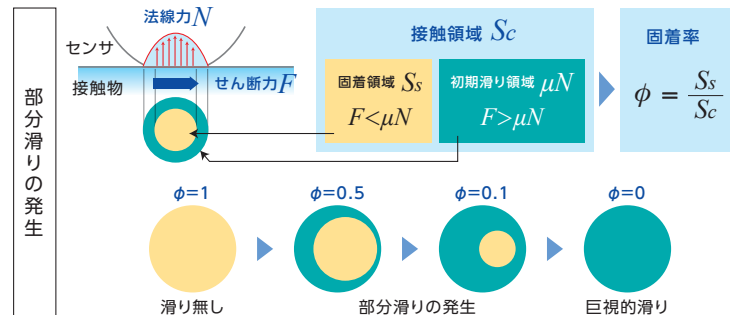 部分滑りの発生
法線力N
センサ
接触物
せん断力F
接触領域 Sc
固着領域 Ss
F<μN
初期滑り領域 μN
F>μN
固着率
ϕ = Ss/Sc
ϕ=1
ϕ=0.5
ϕ=0.1
ϕ=0
滑り無し
部分滑りの発生
巨視的滑り